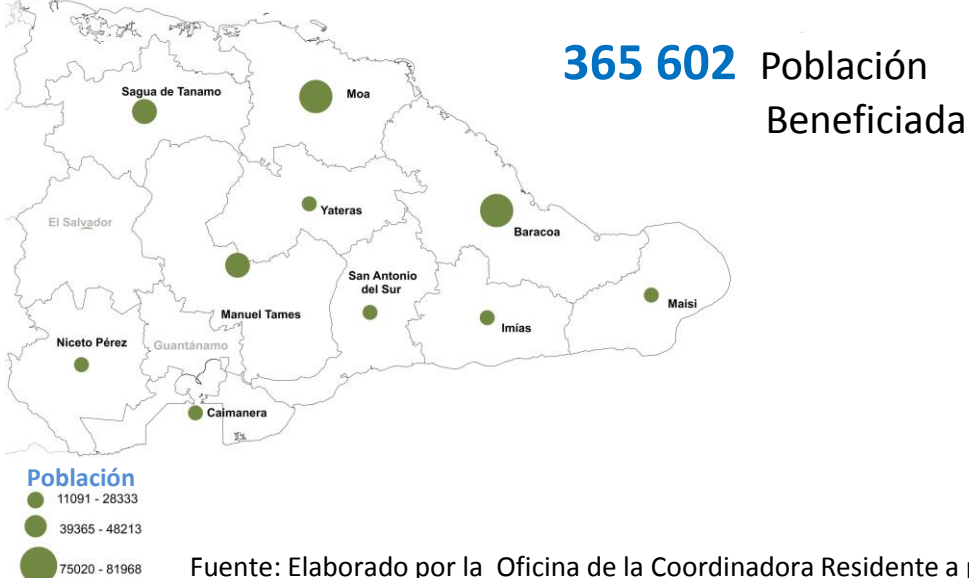 365 602 Población
Beneficiada
Sagua de Tanamo
Moa
El Salvador
Yateras
Baracoa
San Antonio
del Sur
Manuel Tames
Imías
Maisi
Niceto Pérez
Guantánamo
Caimanera
Población
11091 - 28333
39365 - 48213
75020 - 81968
Fuente: Elaborado por la Oficina de la Coordinadora Residente a